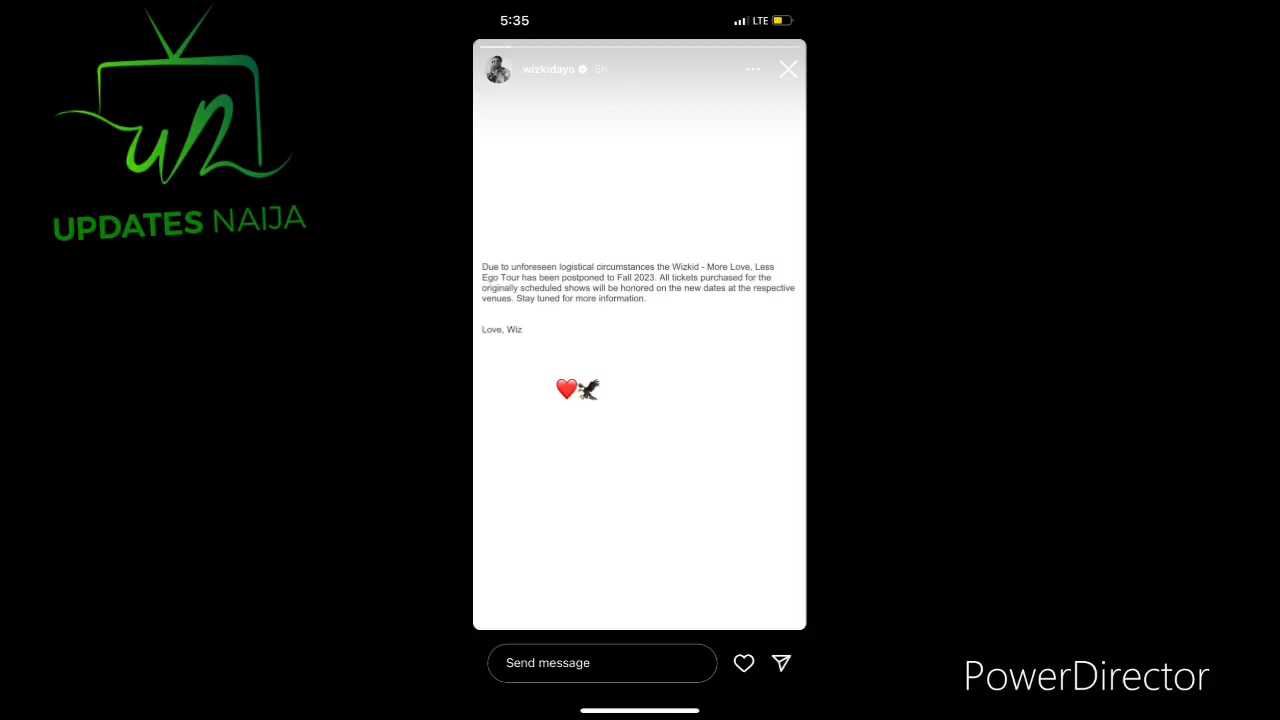 5:35
LTE
wizkidayo 5h
un
UPDATES NAIJA
Due to unforeseen logistical circumstances the Wizkid - More Love, Less
Ego Tour has been postponed to Fall 2023. All tickets purchased for the
originally scheduled shows will be honored on the new dates at the respective
venues. Stay tuned for more information.
Love, Wiz
Send message
PowerDirector